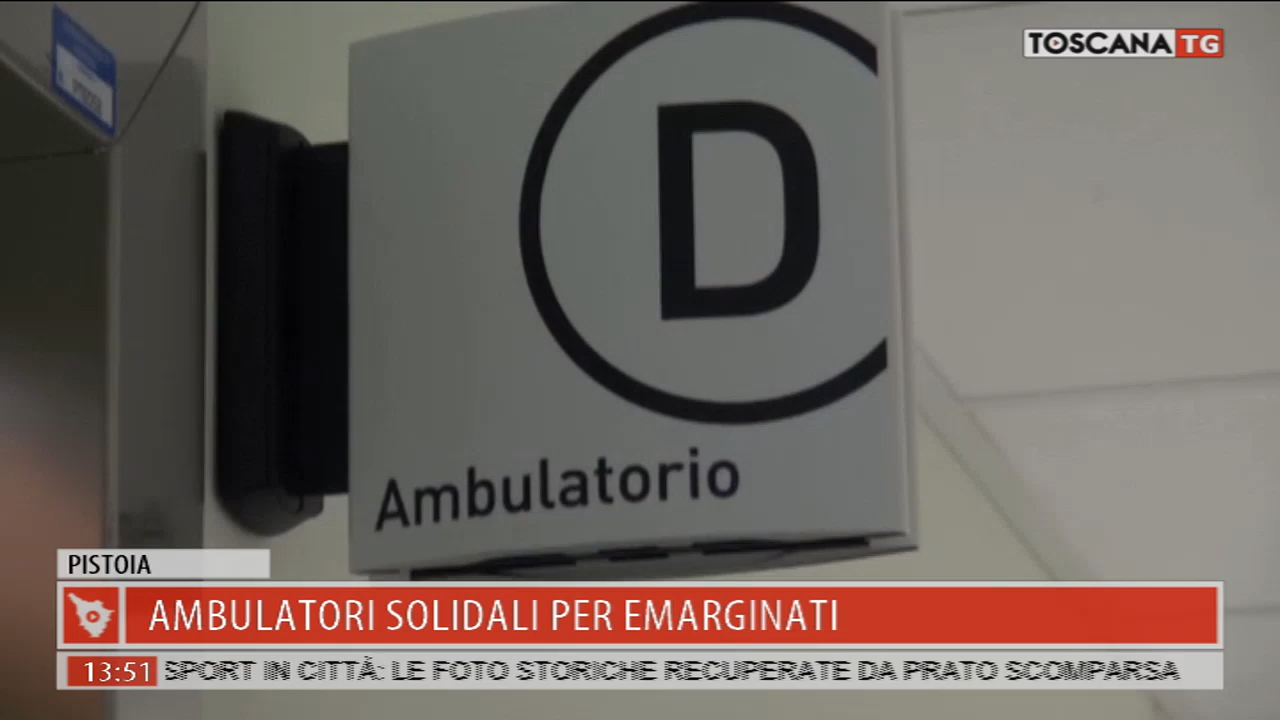 TOSCANA TG
D
Ambulatorio
PISTOIA
AMBULATORI SOLIDALI PER EMARGINATI
13:51 SPORT IN CITTÀ: LE FOTO STORICHE RECUPERATE DA PRATO SCOMPARSA